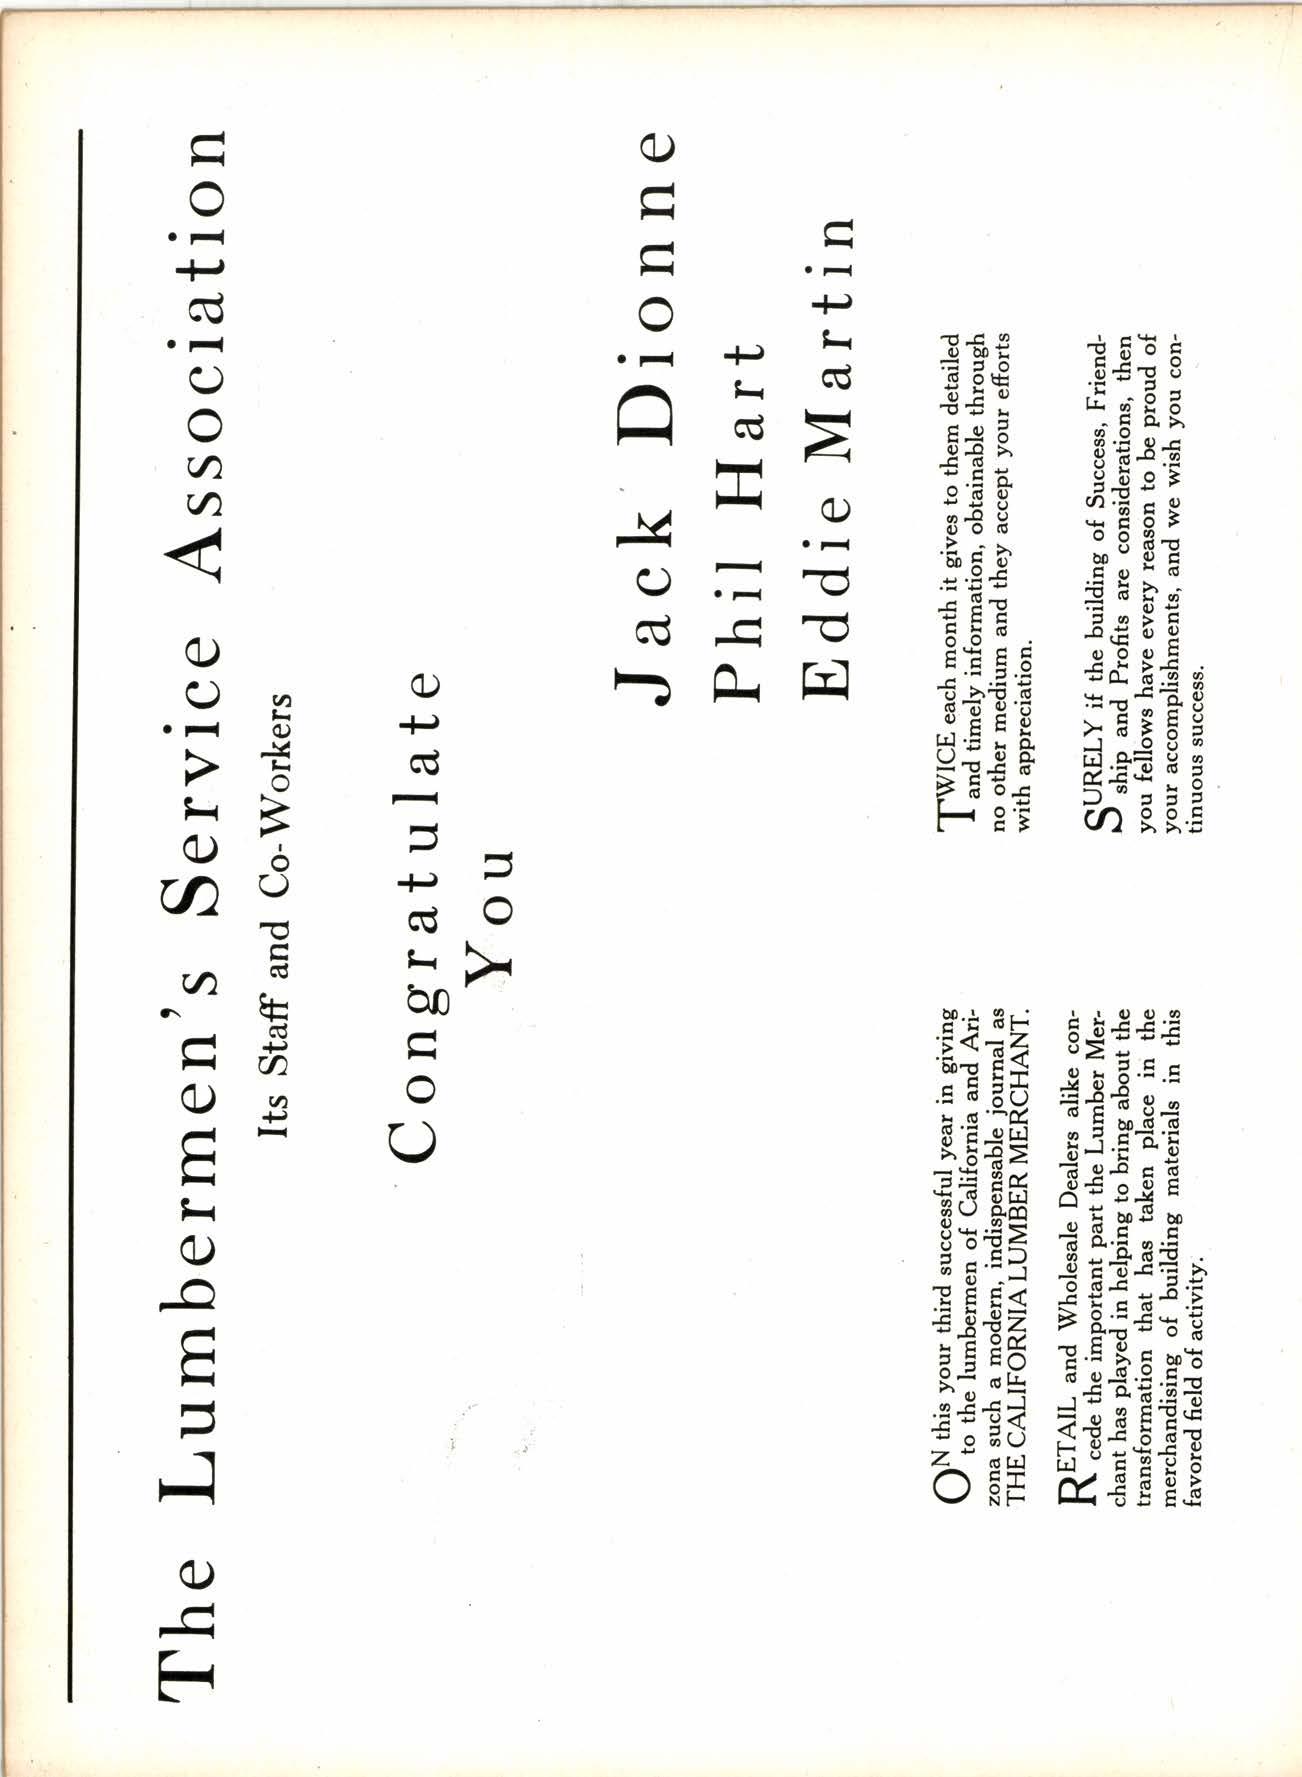 The Lumbermen's Service Association
Its Staff and Co-Workers
Congratulate
You
Jack Dionne
Phil Hart
Eddie Martin
ON this your third successful year in giving
to the lumbermen of California and Ari-
zona such a modern, indispensable journal as
THE CALIFORNIA LUMBER MERCHANT.
RETAIL and Wholesale Dealers alike con-
cede the important part the Lumber Mer-
chant has played in helping to bring about the
transformation that has taken place in the
merchandising of building materials in this
favored field of activity.
TWICE each month it gives to them detailed
and timely information, obtainable through
no other medium and they accept your efforts
with appreciation.
SURELY if the building of Success, Friend-
ship and Profits are considerations, then
you fellows have every reason to be proud of
your accomplishments, and we wish you con-
tinuous success.